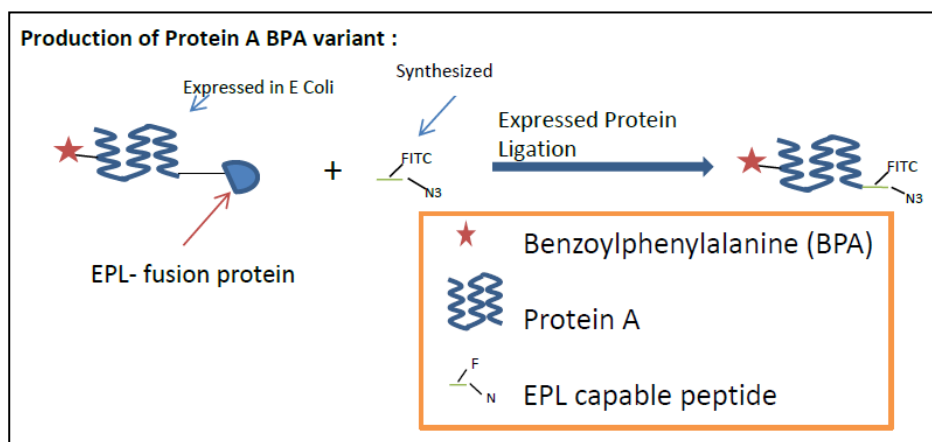 Production of Protein A BPA variant :
Synthesized
Expressed in E Coli
Expressed Protein
Ligation
FITC
N3
+
FITC
N3
EPL- fusion protein
Benzoylphenylalanine (BPA)
Protein A
F
N
EPL capable peptide